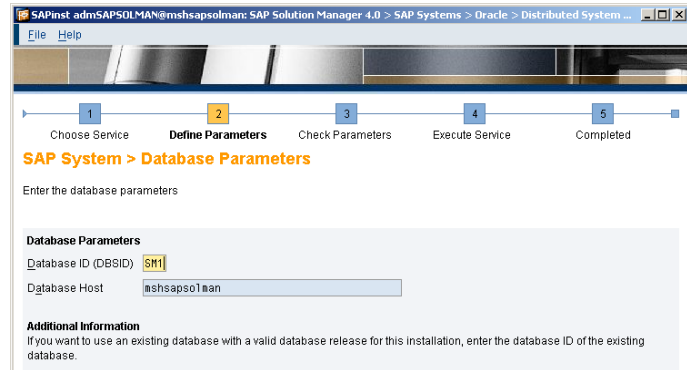 SAPinst admSAPSOLMAN@mshsapsolman: SAP Solution Manager 4.0 > SAP Systems > Oracle > Distributed System ...
File Help
1 2 3 4 5
Choose Service Define Parameters Check Parameters Execute Service Completed
SAP System > Database Parameters
Enter the database parameters
Database Parameters
Database ID (DBSID) SM1
Database Host mshsapsolman
Additional Information
If you want to use an existing database with a valid database release for this installation, enter the database ID of the existing
database.